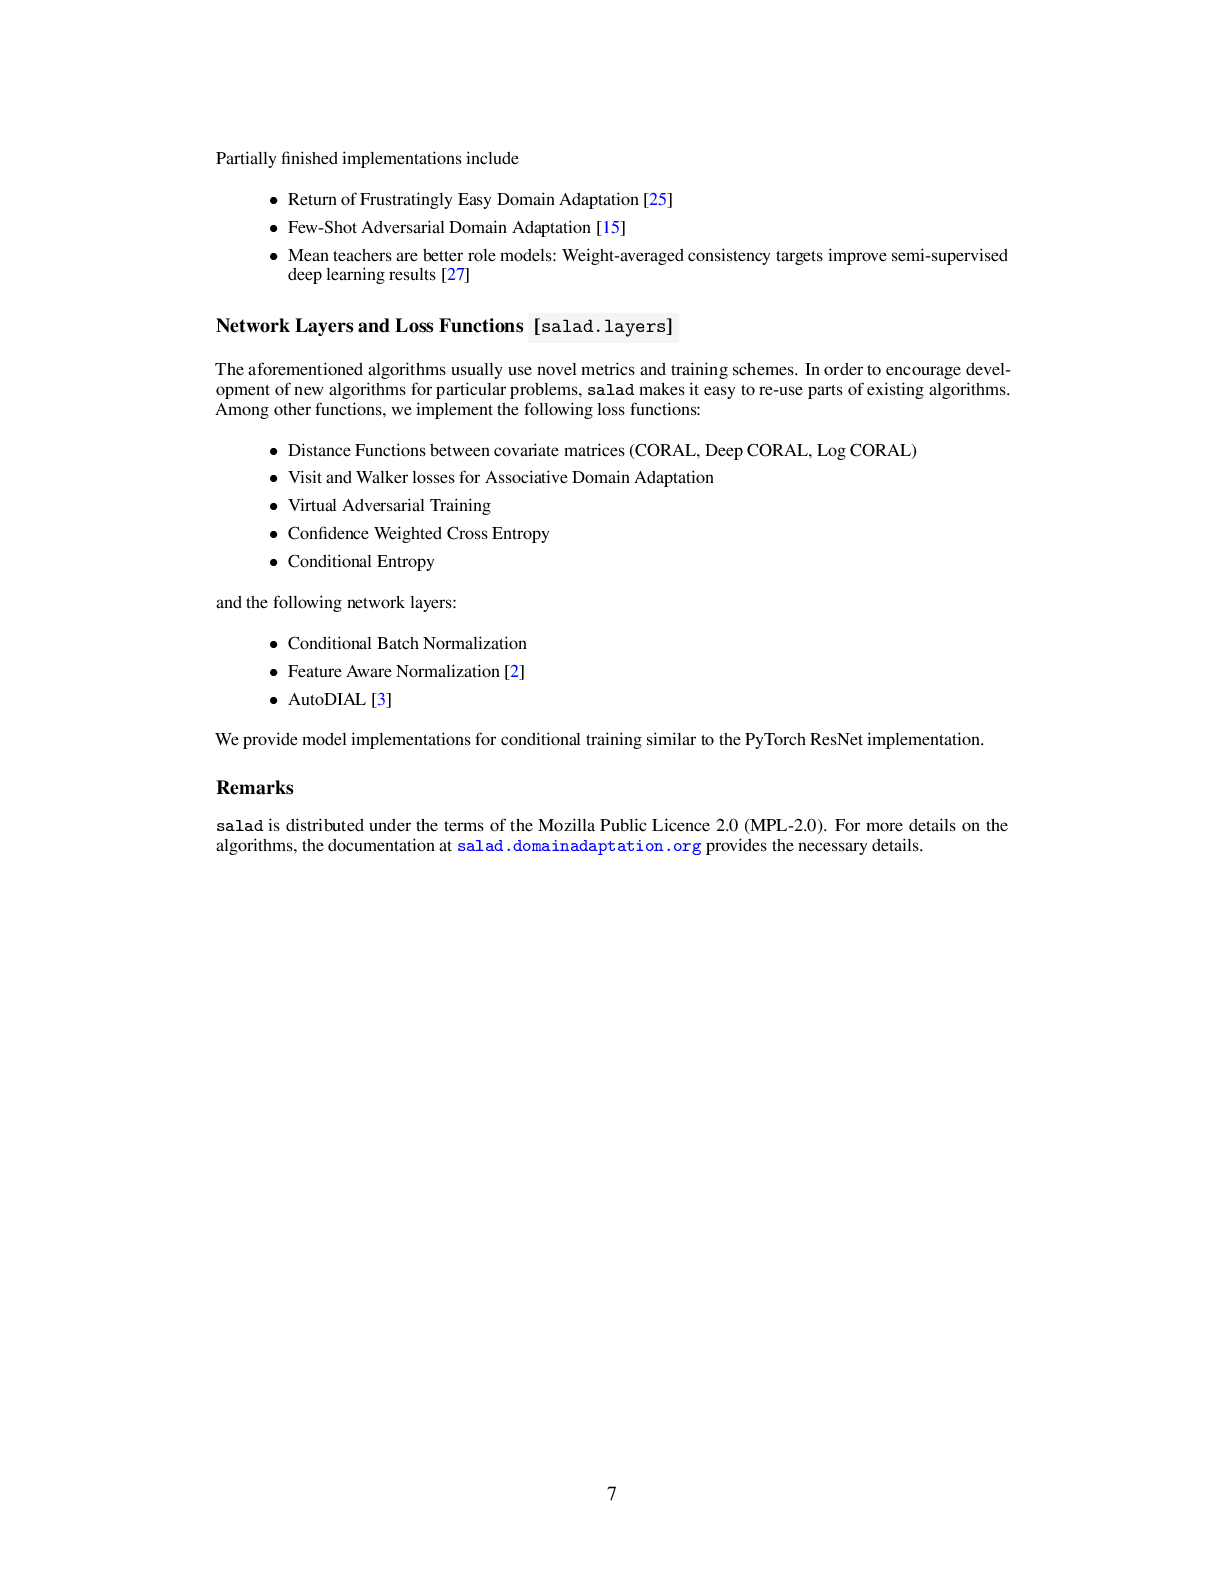 Partially finished implementations include
• Return of Frustratingly Easy Domain Adaptation [25]
• Few-Shot Adversarial Domain Adaptation [15]
• Mean teachers are better role models: Weight-averaged consistency targets improve semi-supervised
deep learning results [27]
Network Layers and Loss Functions [salad.layers]
The aforementioned algorithms usually use novel metrics and training schemes. In order to encourage devel-
opment of new algorithms for particular problems, salad makes it easy to re-use parts of existing algorithms.
Among other functions, we implement the following loss functions:
• Distance Functions between covariate matrices (CORAL, Deep CORAL, Log CORAL)
• Visit and Walker losses for Associative Domain Adaptation
• Virtual Adversarial Training
• Confidence Weighted Cross Entropy
• Conditional Entropy
and the following network layers:
• Conditional Batch Normalization
• Feature Aware Normalization [2]
• AutoDIAL [3]
We provide model implementations for conditional training similar to the PyTorch ResNet implementation.
Remarks
salad is distributed under the terms of the Mozilla Public Licence 2.0 (MPL-2.0). For more details on the
algorithms, the documentation at salad.domainadaptation.org provides the necessary details.
7